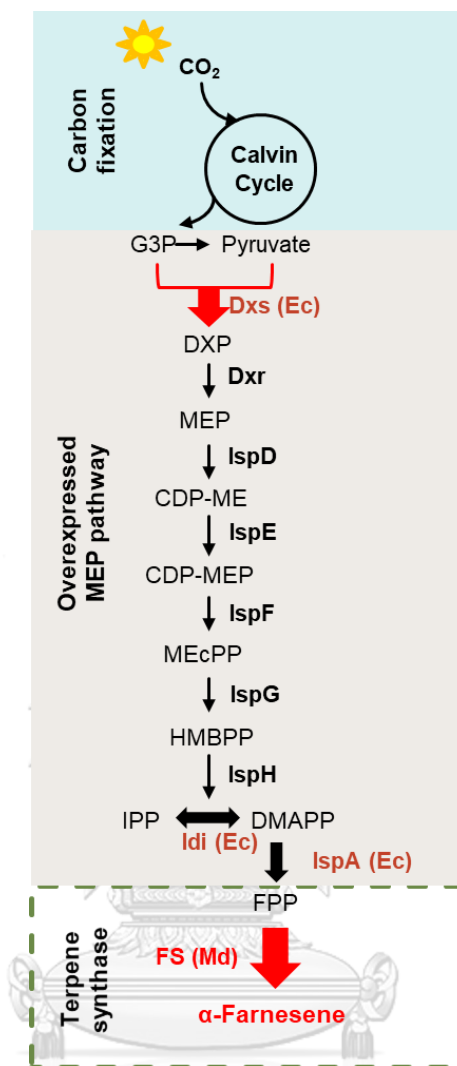 CO₂
Carbon
fixation
Calvin
Cycle
G3P Pyruvate
Dxs (Ec)
DXP
Dxr
MEP
IspD
CDP-ME
IspE
CDP-MEP
IspF
MEcPP
IspG
HMBPP
IspH
IPP DMAPP
Idi (Ec)
IspA (Ec)
Overexpressed
MEP pathway
FPP
FS (Md)
α-Farnesene
Terpene
synthase